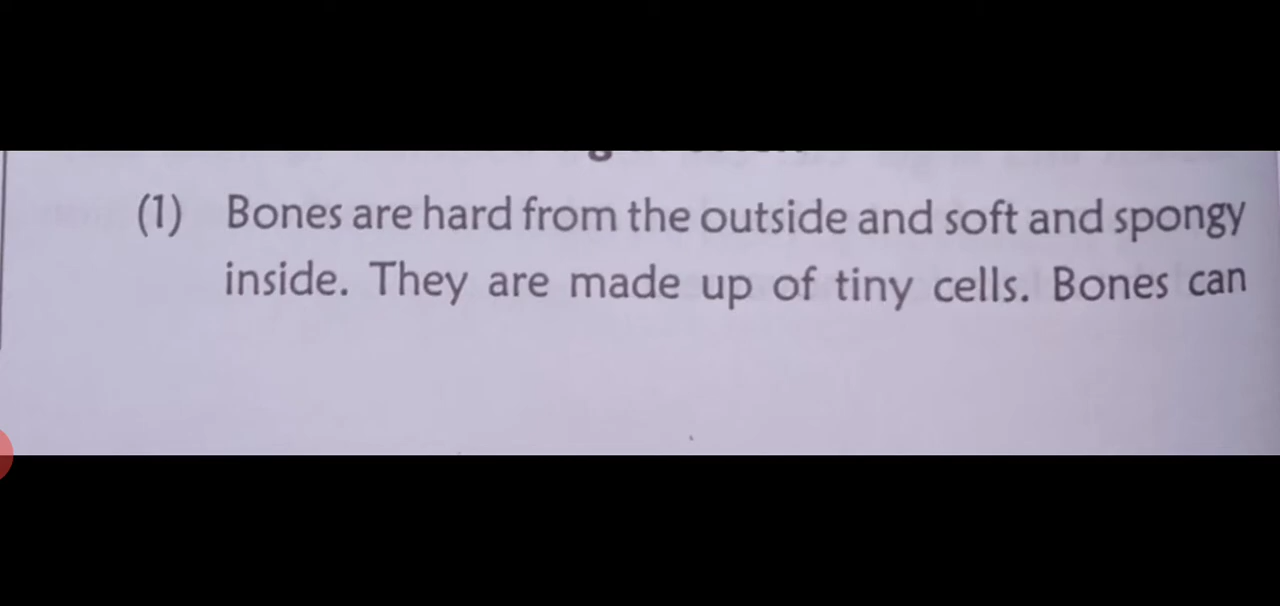 (1) Bones are hard from the outside and soft and spongy
inside. They are made up of tiny cells. Bones can